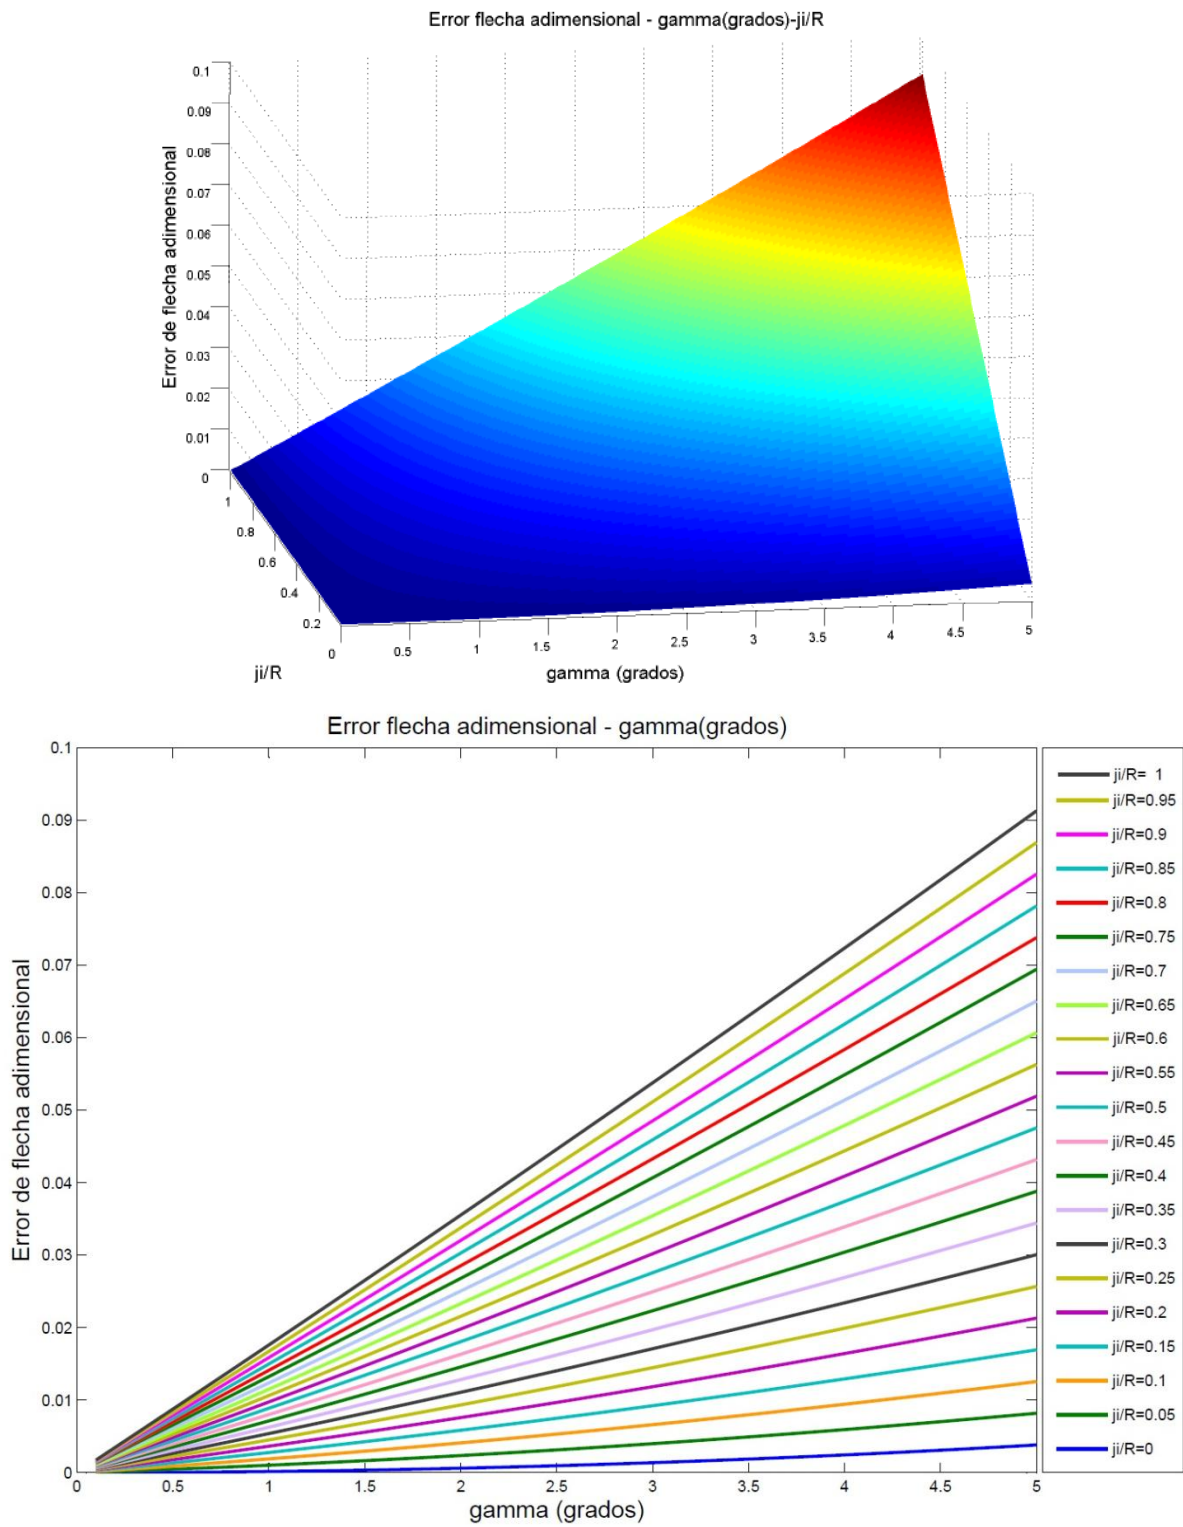 Error flecha adimensional - gamma(grados)-ji/R
0.1
0.09
0.08
0.07
0.06
0.05
0.04
0.03
0.02
0.01
0
Error de flecha adimensional
1
0.8
0.6
0.4
0.2
0
0.5
1
1.5
2
2.5
3
3.5
4
4.5
5
ji/R
gamma (grados)
Error flecha adimensional - gamma(grados)
0.1
0.09
0.08
0.07
0.06
0.05
0.04
0.03
0.02
0.01
0
Error de flecha adimensional
0
0.5
1
1.5
2
2.5
3
3.5
4
4.5
5
gamma (grados)
ji/R= 1
ji/R=0.95
ji/R=0.9
ji/R=0.85
ji/R=0.8
ji/R=0.75
ji/R=0.7
ji/R=0.65
ji/R=0.6
ji/R=0.55
ji/R=0.5
ji/R=0.45
ji/R=0.4
ji/R=0.35
ji/R=0.3
ji/R=0.25
ji/R=0.2
ji/R=0.15
ji/R=0.1
ji/R=0.05
ji/R=0